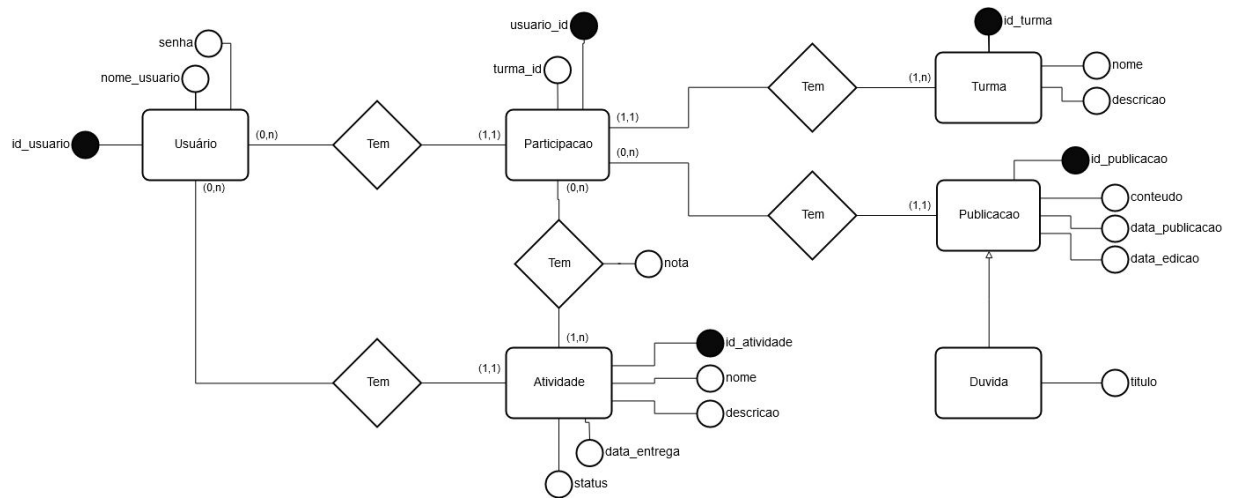 usuario_id
id_turma
senha
turma_id
nome
nome_usuario
Tem
(1,n)
Turma
descricao
id_usuario
Usuário
(0,n)
Tem
(1,1)
Participacao
(1,1)
(0,n)
id_publicacao
(0,n)
(0,n)
conteudo
Tem
(1,1)
Publicacao
data_publicacao
data_edicao
Tem
nota
(1,n)
id_atividade
Tem
(1,1)
Atividade
nome
Duvida
titulo
descricao
data_entrega
status